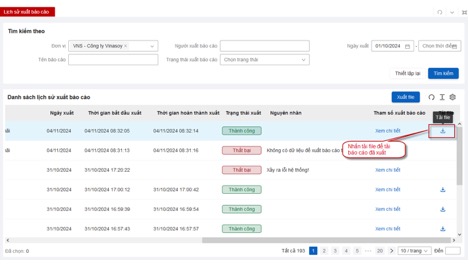 Lịch sử xuất báo cáo
Tìm kiếm theo
Đơn vị
VNS - Công ty Vinasoy ×
Người xuất báo cáo
Ngày xuất
01/10/2024
-
Chọn thời điểm
Tên báo cáo
Trạng thái xuất báo cáo
Chọn trạng thái
Thiết lập lại
Tìm kiếm
Danh sách lịch sử xuất báo cáo
Xuất file
Tải file
Ngày xuất
Thời gian bắt đầu xuất
Thời gian hoàn thành xuất
Trạng thái xuất
Nguyên nhân
Tham số xuất báo cáo
04/11/2024
04/11/2024 08:32:05
04/11/2024 08:32:14
Thành công
Xem chi tiết
04/11/2024
04/11/2024 08:31:13
04/11/2024 08:31:16
Thất bại
Không có dữ liệu để xuất báo cáo
Nhấn tải file để tải
báo cáo đã xuất
31/10/2024
31/10/2024 17:20:22
Thất bại
Xảy ra lỗi hệ thống!
Xem chi tiết
31/10/2024
31/10/2024 17:00:12
31/10/2024 17:00:42
Thành công
Xem chi tiết
31/10/2024
31/10/2024 16:59:39
31/10/2024 16:59:54
Thành công
Xem chi tiết
31/10/2024
31/10/2024 16:57:43
31/10/2024 16:57:57
Thành công
Xem chi tiết
Đã chọn: 0
Tất cả 193
1 2 3 4 5 ••• 20
10 / trang
Đến